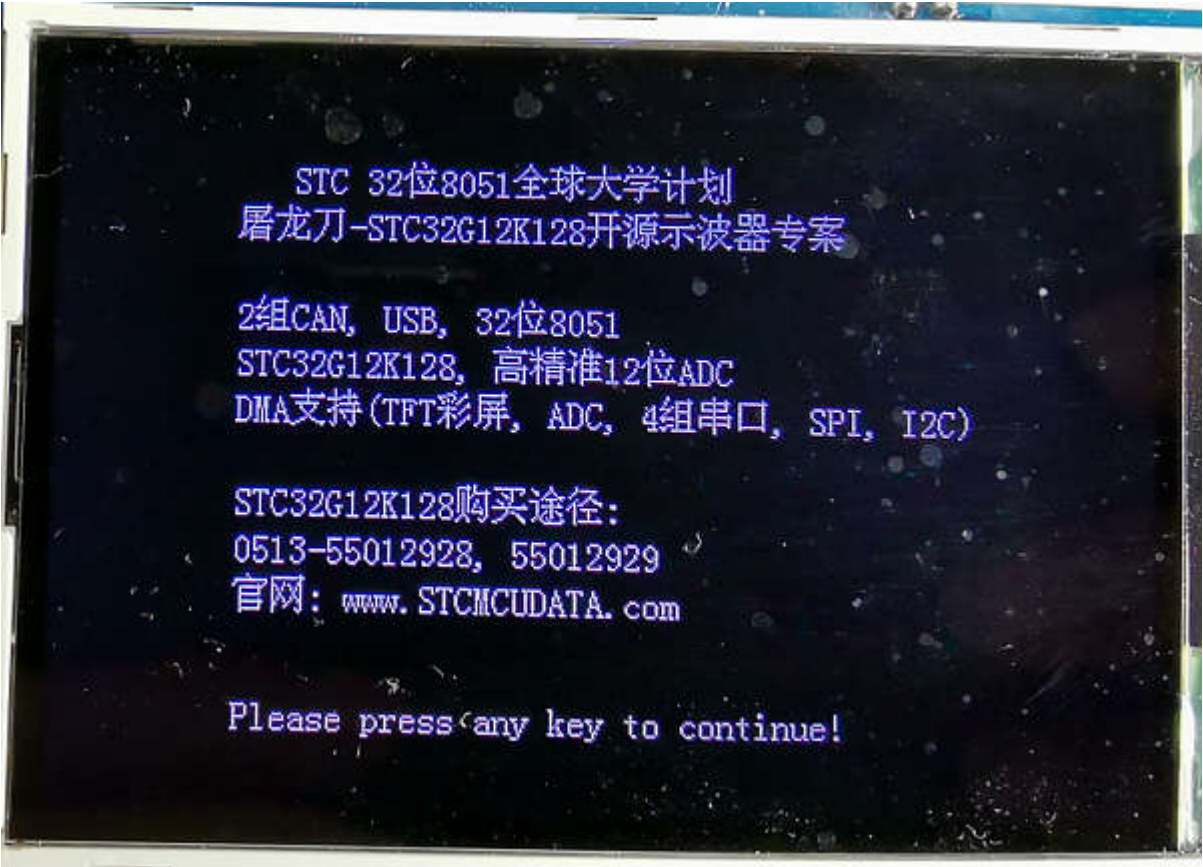 STC 32位8051全球大学计划
屠龙刀-STC32G12K128开源示波器专案
2组CAN, USB, 32位8051
STC32G12K128, 高精准12位ADC
DMA支持(TFT彩屏, ADC, 4组串口, SPI, I2C)
STC32G12K128购买途径:
0513-55012928, 55012929
官网: www.STCMCUDATA.com
Please press any key to continue!